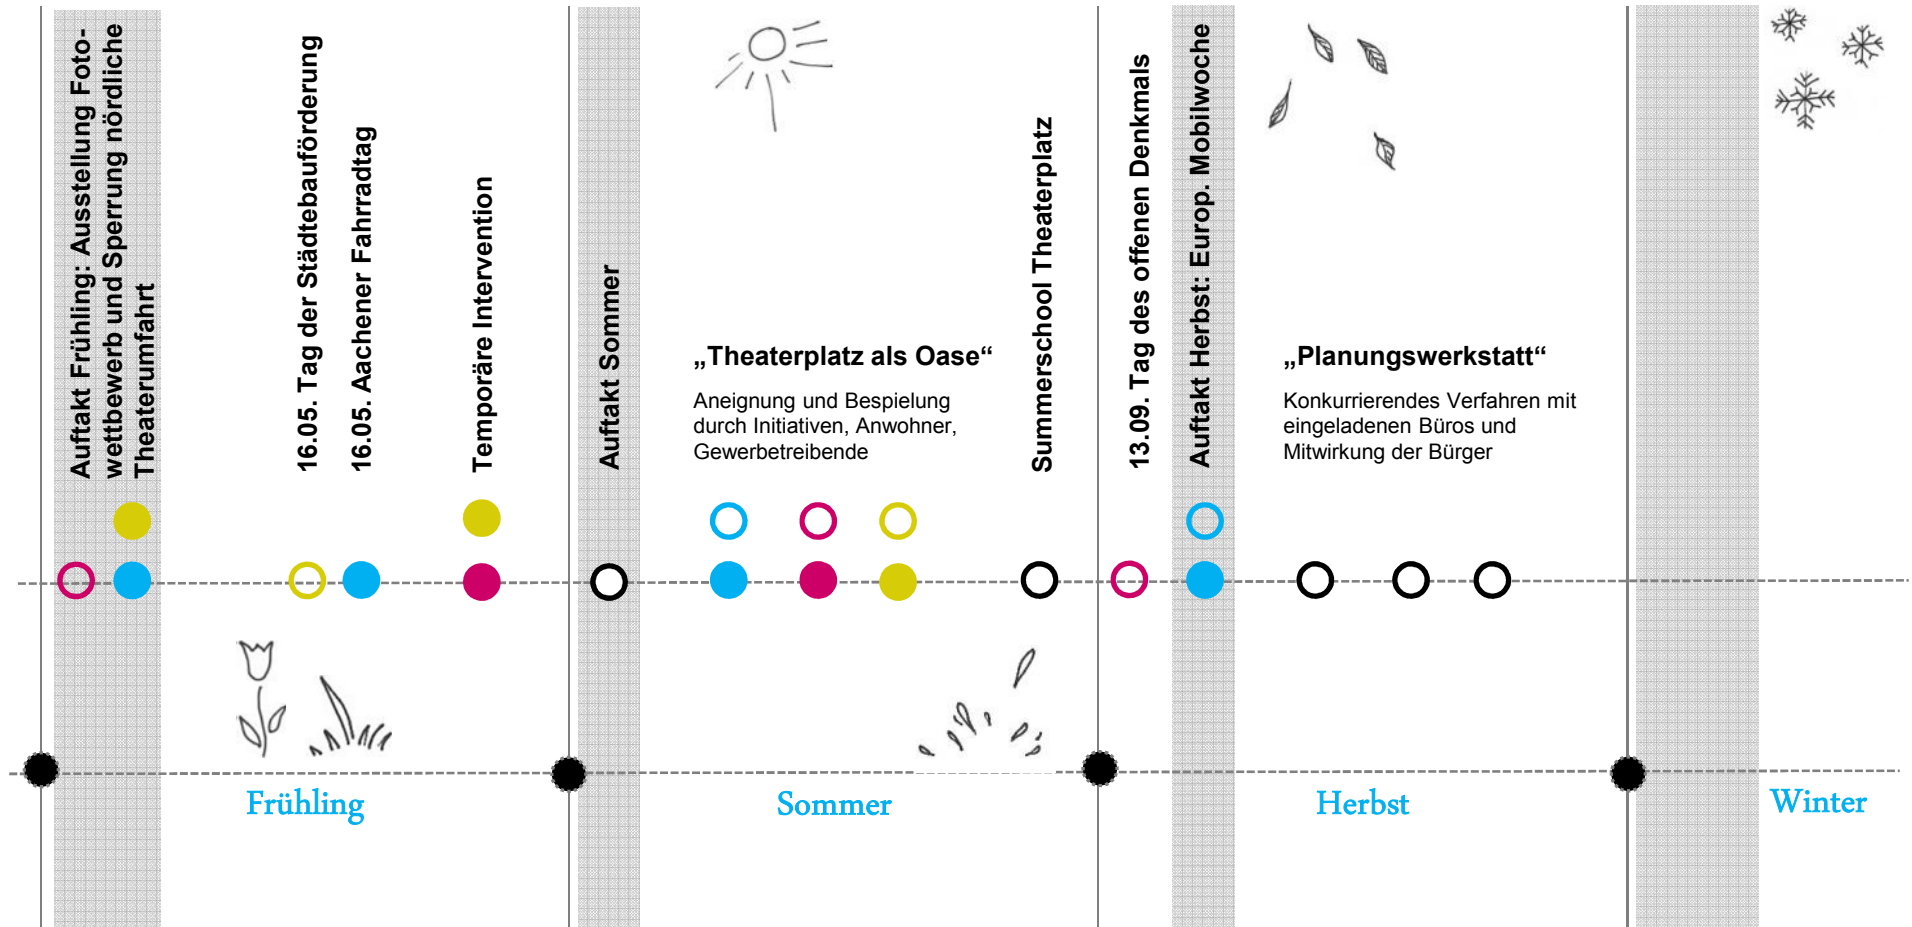 Auftakt Frühling: Ausstellung Foto-
wettbewerb und Sperrung nördliche
Theaterumfahrt
16.05. Tag der Städtebauförderung
16.05. Aachener Fahrradtag
Temporäre Intervention
Auftakt Sommer
„Theaterplatz als Oase“
Aneignung und Bespielung
durch Initiativen, Anwohner,
Gewerbetreibende
Summerschool Theaterplatz
13.09. Tag des offenen Denkmals
Auftakt Herbst: Europ. Mobilwoche
„Planungswerkstatt“
Konkurrierendes Verfahren mit
eingeladenen Büros und
Mitwirkung der Bürger
Frühling
Sommer
Herbst
Winter